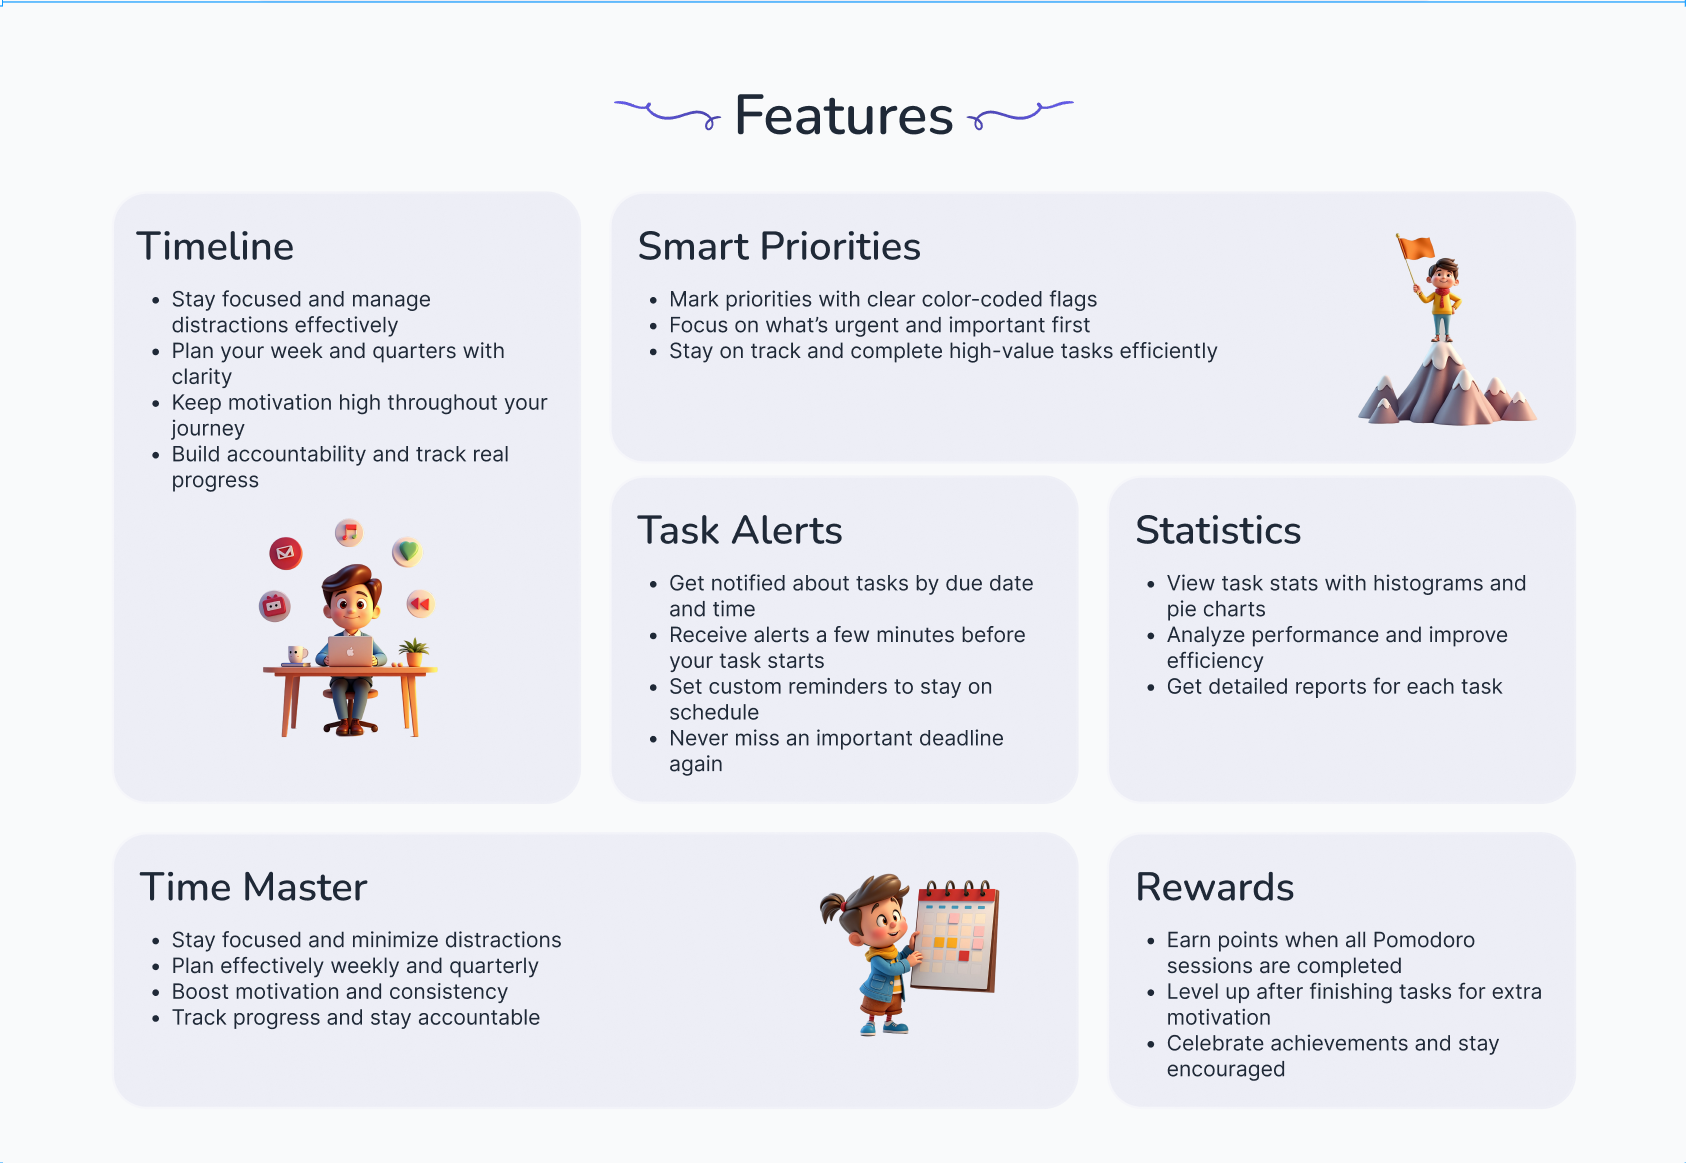 Features
Timeline
• Stay focused and manage
distractions effectively
• Plan your week and quarters with
clarity
• Keep motivation high throughout your
journey
• Build accountability and track real
progress
Smart Priorities
• Mark priorities with clear color-coded flags
• Focus on what’s urgent and important first
• Stay on track and complete high-value tasks efficiently
Task Alerts
• Get notified about tasks by due date
and time
• Receive alerts a few minutes before
your task starts
• Set custom reminders to stay on
schedule
• Never miss an important deadline
again
Statistics
• View task stats with histograms and
pie charts
• Analyze performance and improve
efficiency
• Get detailed reports for each task
Time Master
• Stay focused and minimize distractions
• Plan effectively weekly and quarterly
• Boost motivation and consistency
• Track progress and stay accountable
Rewards
• Earn points when all Pomodoro
sessions are completed
• Level up after finishing tasks for extra
motivation
• Celebrate achievements and stay
encouraged